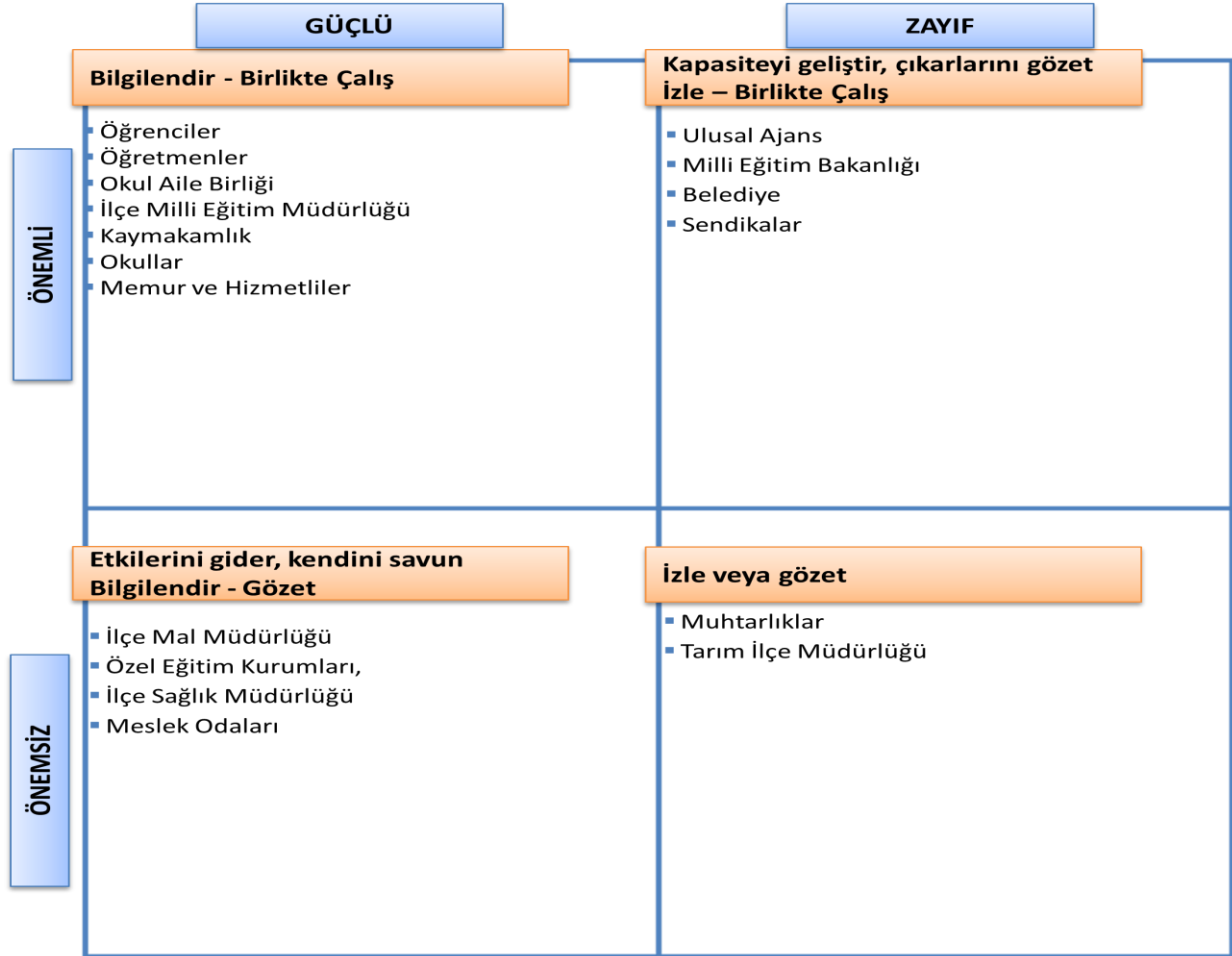 GÜÇLÜ
ZAYIF
ÖNEMLİ
Bilgilendir - Birlikte Çalış
Öğrenciler
Öğretmenler
Okul Aile Birliği
İlçe Milli Eğitim Müdürlüğü
Kaymakamlık
Okullar
Memur ve Hizmetliler
Kapasiteyi geliştir, çıkarlarını gözet
İzle – Birlikte Çalış
Ulusal Ajans
Milli Eğitim Bakanlığı
Belediye
Sendikalar
ÖNEMSİZ
Etkilerini gider, kendini savun
Bilgilendir - Gözet
İlçe Mal Müdürlüğü
Özel Eğitim Kurumları,
İlçe Sağlık Müdürlüğü
Meslek Odaları
İzle veya gözet
Muhtarlıklar
Tarım İlçe Müdürlüğü